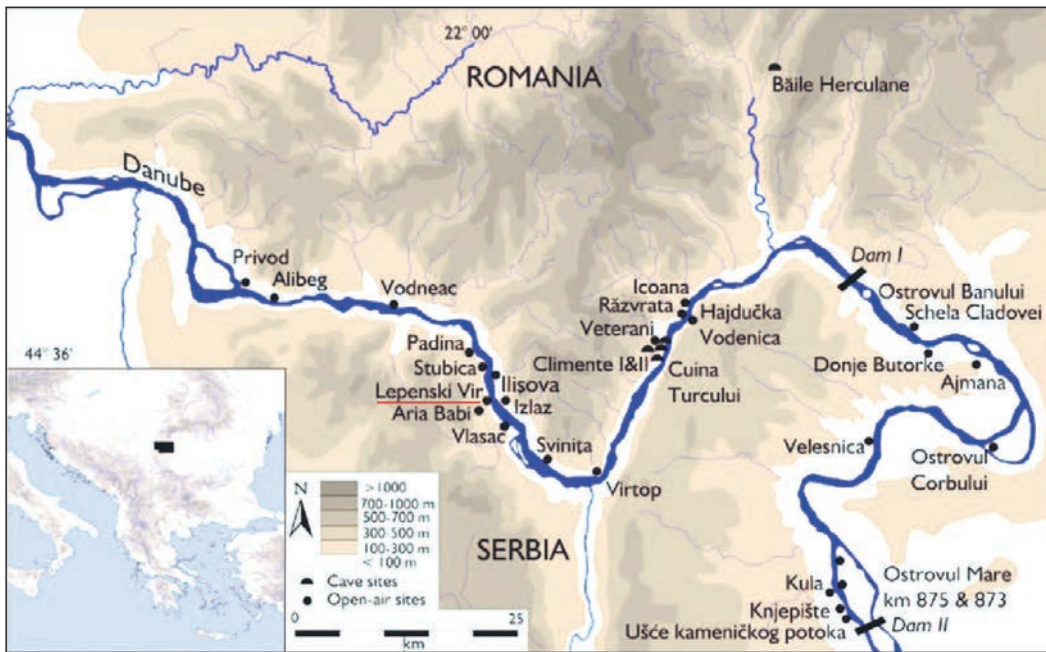 22° 00'
ROMANIA
Băile Herculane
Danube
Dam I
Privod
Alibeg
Vodneac
Icoana
Răzvrata
Ostrovul Banului
Hajdučka
Vodenica
Schela Cladovei
Veterani
44° 36'
Padina
Stubica
Climente I&II
Cuina
Turcului
Donje Butorke
Ajmana
Lepenski Vir
Ilișova
Izlaz
Aria Babi
Vlasac
Svinița
Velesnica
Ostrovul
Corbului
Virtop
N
>1000
700-1000 m
500-700 m
300-500 m
100-300 m
< 100 m
SERBIA
Cave sites
Open-air sites
0
25
km
Kula
Ostrovul Mare
km 875 & 873
Knjepište
Ušće kameničkog potoka
Dam II